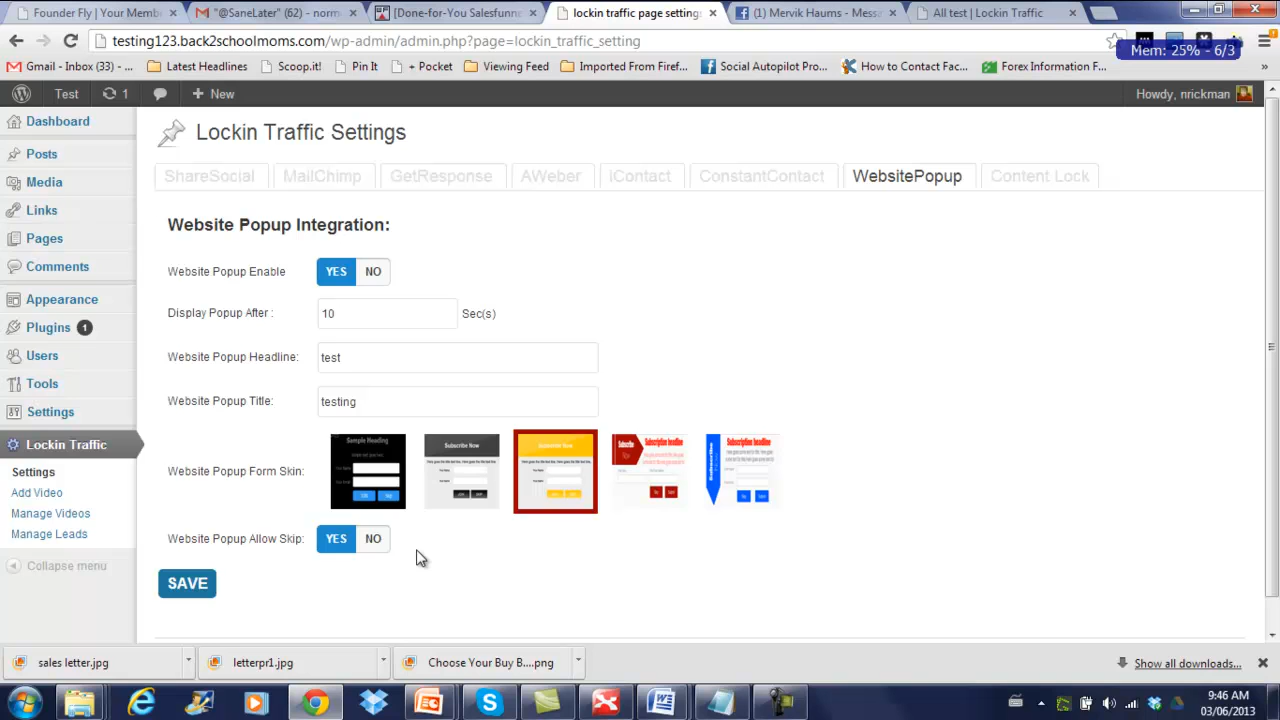 Founder Fly | Your Memb
"@SaneLater" (62) - norm
[Done-for-You Salesfunn
lockin traffic page setting
(1) Mervik Haums - Mess
All test | Lockin Traffic
testing123.back2schoolmoms.com/wp-admin/admin.php?page=lockin_traffic_setting
Mem: 25% - 6/3
Gmail - Inbox (33) - ...
Latest Headlines
Scoop.it!
Pin It
+ Pocket
Imported From Firef...
Social Autopilot Pro...
How to Contact Fac...
Forex Information F...
»
Test
1
+ New
Howdy, nrickman
Dashboard
Posts
Media
Links
Pages
Comments
Appearance
Plugins 1
Users
Tools
Settings
Lockin Traffic
Settings
Add Video
Manage Videos
Manage Leads
Collapse menu
Lockin Traffic Settings
ShareSocial
MailChimp
GetResponse
AWeber
iContact
ConstantContact
WebsitePopup
Content Lock
Website Popup Integration:
Website Popup Enable YES NO
Display Popup After : 10 Sec(s)
Website Popup Headline: test
Website Popup Title: testing
Website Popup Form Skin:
Sample Heading
Subscribe Now
Subscribe Now
Subscribe Now
Subscription headline
Subscribe Now
Subscription headline
Website Popup Allow Skip: YES NO
SAVE
sales letter.jpg
letterpr1.jpg
Choose Your Buy B....png
Show all downloads...
9:46 AM
03/06/2013